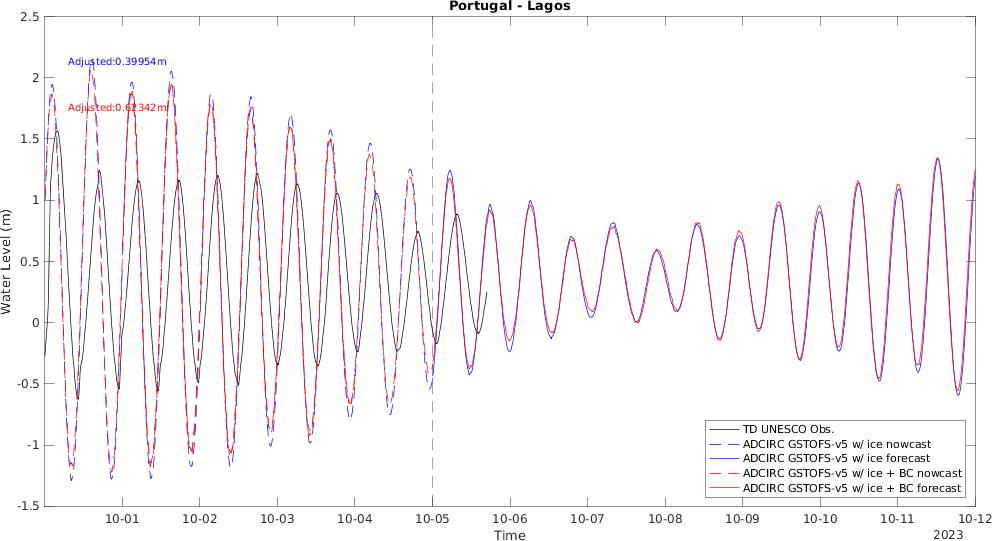 Portugal - Lagos
2.5
2
1.5
1
0.5
0
-0.5
-1
-1.5
Water Level (m)
Adjusted:0.39954m
Adjusted:0.62342m
TD UNESCO Obs.
ADCIRC GSTOFS-v5 w/ ice nowcast
ADCIRC GSTOFS-v5 w/ ice forecast
ADCIRC GSTOFS-v5 w/ ice + BC nowcast
ADCIRC GSTOFS-v5 w/ ice + BC forecast
10-01 10-02 10-03 10-04 10-05 10-06 10-07 10-08 10-09 10-10 10-11 10-12
Time
2023